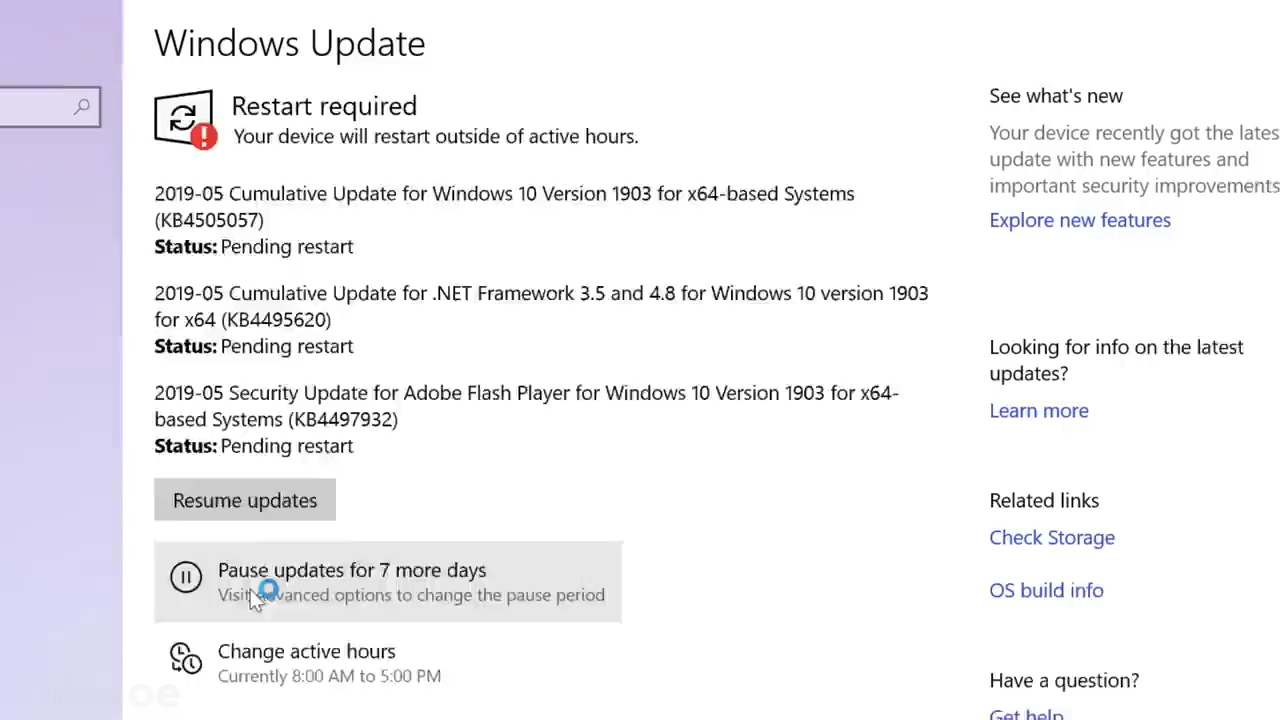 Windows Update
Restart required
Your device will restart outside of active hours.
2019-05 Cumulative Update for Windows 10 Version 1903 for x64-based Systems
(KB4505057)
Status: Pending restart
2019-05 Cumulative Update for .NET Framework 3.5 and 4.8 for Windows 10 version 1903
for x64 (KB4495620)
Status: Pending restart
2019-05 Security Update for Adobe Flash Player for Windows 10 Version 1903 for x64-
based Systems (KB4497932)
Status: Pending restart
Resume updates
Pause updates for 7 more days
Visit advanced options to change the pause period
Change active hours
Currently 8:00 AM to 5:00 PM
See what's new
Your device recently got the lates
update with new features and
important security improvements
Explore new features
Looking for info on the latest
updates?
Learn more
Related links
Check Storage
OS build info
Have a question?
Get help